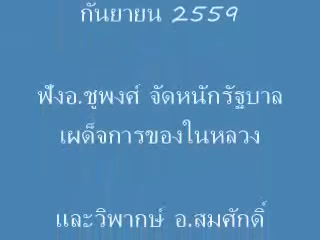 กันยายน 2559
ฟังอ.ชูพงศ์ จัดหนักรัฐบาล
เผด็จการของในหลวง
และวิพากษ์ อ.สมศักดิ์